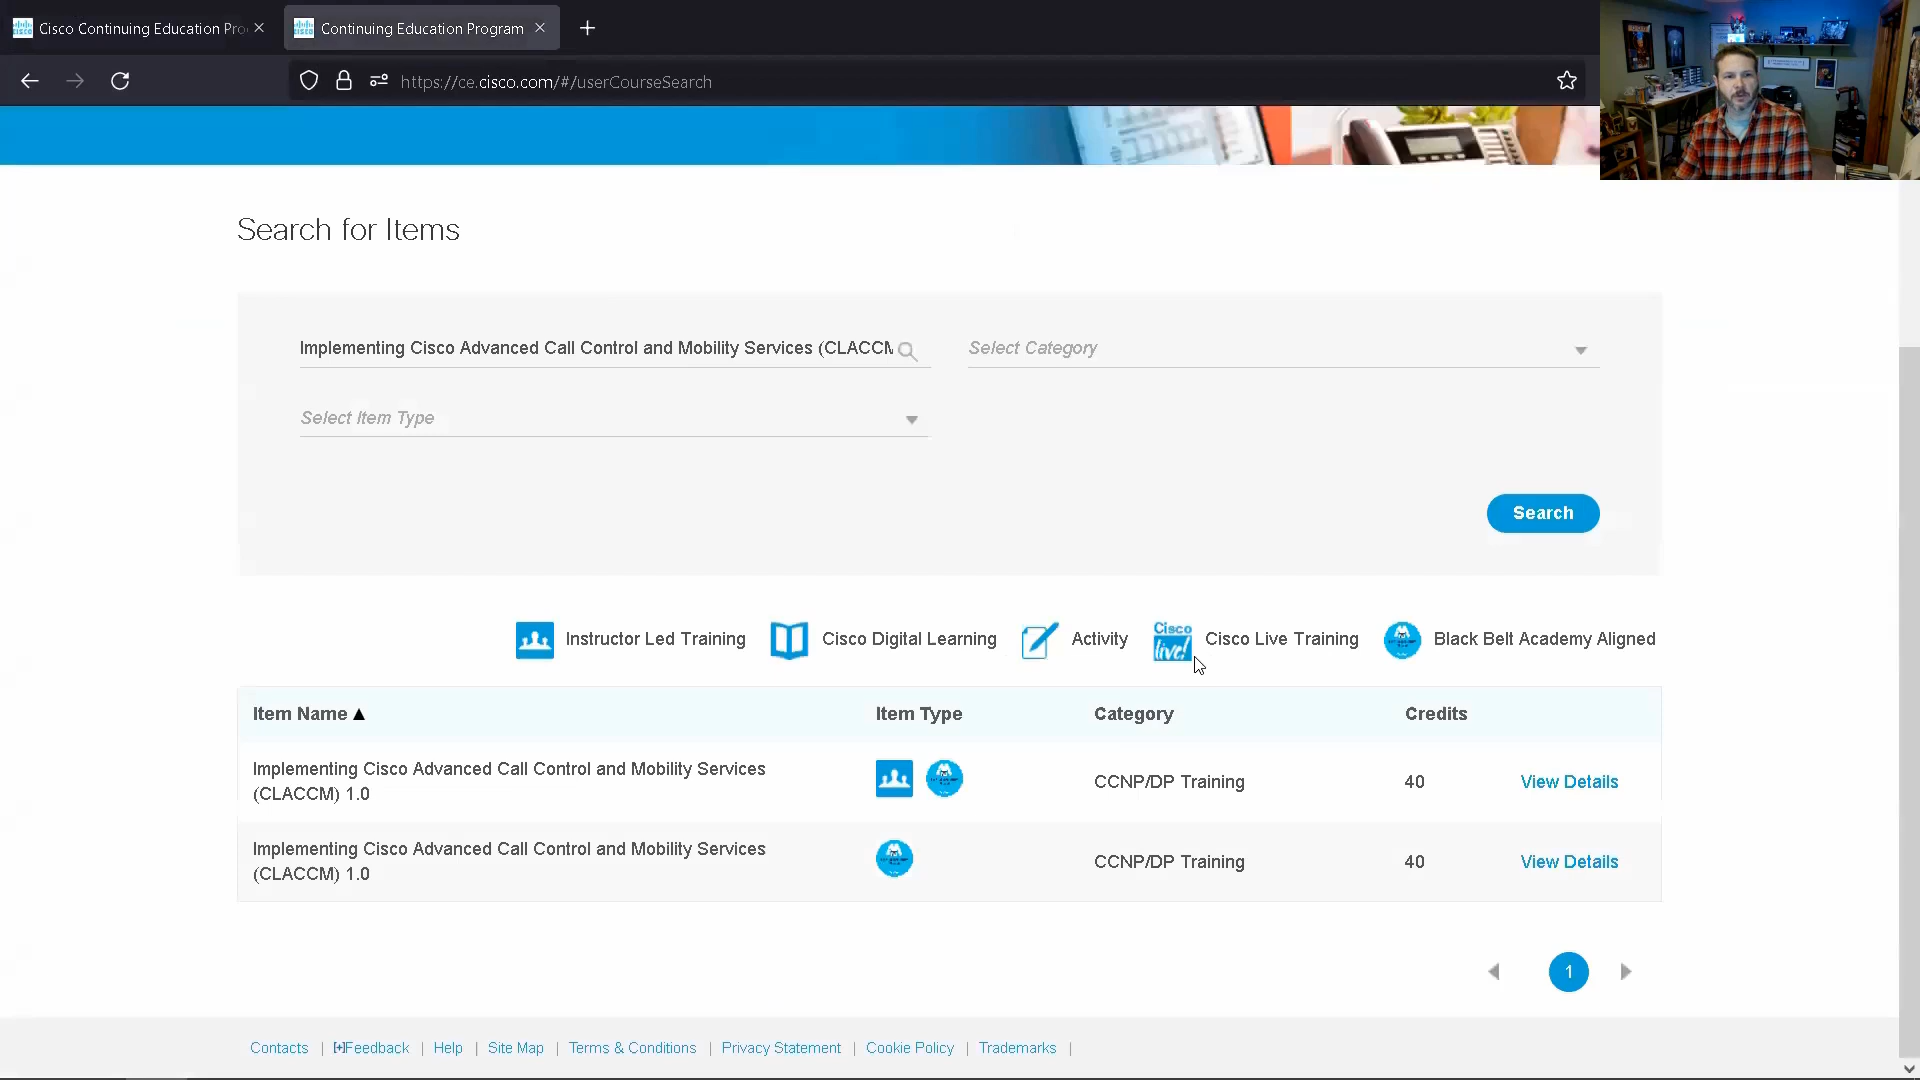 Cisco Continuing Education Pro
Continuing Education Program
https://ce.cisco.com/#/userCourseSearch
Search for Items
Implementing Cisco Advanced Call Control and Mobility Services (CLACCM
Select Category
Select Item Type
Search
Instructor Led Training
Cisco Digital Learning
Activity
Cisco live!
Cisco Live Training
Black Belt Academy Aligned
Item Name ▲ Item Type Category Credits
Implementing Cisco Advanced Call Control and Mobility Services
(CLACCM) 1.0
CCNP/DP Training 40 View Details
Implementing Cisco Advanced Call Control and Mobility Services
(CLACCM) 1.0
CCNP/DP Training 40 View Details
1
Contacts | [+]Feedback | Help | Site Map | Terms & Conditions | Privacy Statement | Cookie Policy | Trademarks |